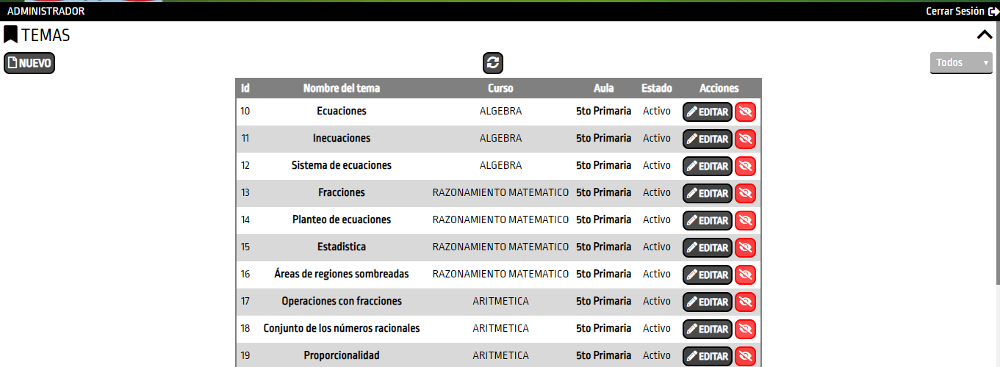 ADMINISTRADOR Cerrar Sesión
TEMAS
NUEVO Todos
Id Nombre del tema Curso Aula Estado Acciones
10 Ecuaciones ALGEBRA 5to Primaria Activo EDITAR
11 Inecuaciones ALGEBRA 5to Primaria Activo EDITAR
12 Sistema de ecuaciones ALGEBRA 5to Primaria Activo EDITAR
13 Fracciones RAZONAMIENTO MATEMATICO 5to Primaria Activo EDITAR
14 Planteo de ecuaciones RAZONAMIENTO MATEMATICO 5to Primaria Activo EDITAR
15 Estadistica RAZONAMIENTO MATEMATICO 5to Primaria Activo EDITAR
16 Áreas de regiones sombreadas RAZONAMIENTO MATEMATICO 5to Primaria Activo EDITAR
17 Operaciones con fracciones ARITMETICA 5to Primaria Activo EDITAR
18 Conjunto de los números racionales ARITMETICA 5to Primaria Activo EDITAR
19 Proporcionalidad ARITMETICA 5to Primaria Activo EDITAR